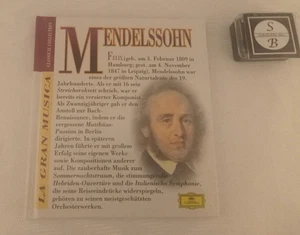 MENDELSSOHN
FELIX (geb. am 3. Februar 1809 in
Hamburg; gest. am 4. November
1847 in Leipzig). Mendelssohn war
eines der größten Naturtalente des 19.
Jahrhunderts. Als er mit 16 sein
Streichoktett schrieb, war er
bereits ein versierter Komponist.
Als Zwanzigjähriger gab er den
Anstoß zur Bach-
Renaissance, indem er die
vergessene Matthäus-
Passion in Berlin
dirigierte. In späteren
Jahren führte er mit großem
Erfolg seine eigenen Werke
sowie Kompositionen anderer
auf. Die zauberhafte Musik zum
Sommernachtstraum, die stimmungsvolle
Hebriden-Ouvertüre und die Italienische Symphonie,
die seine Reiseeindrücke widerspiegeln,
gehören zu seinen meistgeschätzten
Orchesterwerken.
LA GRAN MUSICA
S
B